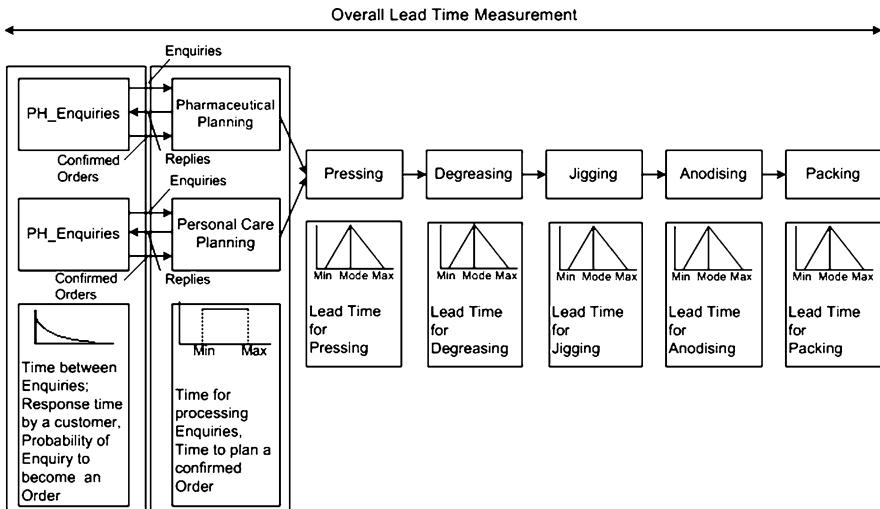 Overall Lead Time Measurement
Enquiries
PH_Enquiries
Pharmaceutical
Planning
Confirmed
Orders
Replies
Enquiries
PH_Enquiries
Personal Care
Planning
Confirmed
Orders
Replies
Pressing
Degreasing
Jigging
Anodising
Packing
Min Mode Max
Lead Time
for
Pressing
Min Mode Max
Lead Time
for
Degreasing
Min Mode Max
Lead Time
for
Jigging
Min Mode Max
Lead Time
for
Anodising
Min Mode Max
Lead Time
for
Packing
Time between
Enquiries;
Response time
by a customer,
Probability of
Enquiry to
become an
Order
Min Max
Time for
processing
Enquiries,
Time to plan a
confirmed
Order